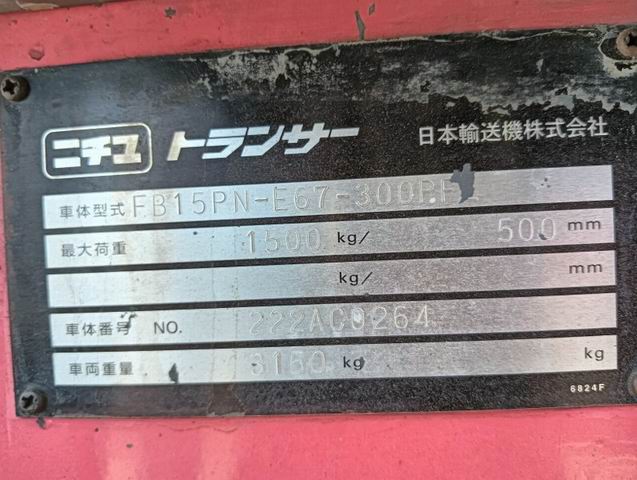 ニチユ トランサー 日本輸送機株式会社
車体型式 FB15PN-E67-300
最大荷重 1500 kg/ 500 mm
kg/ mm
車体番号 NO. 222AC0264
車両重量 3150 kg kg
6824F